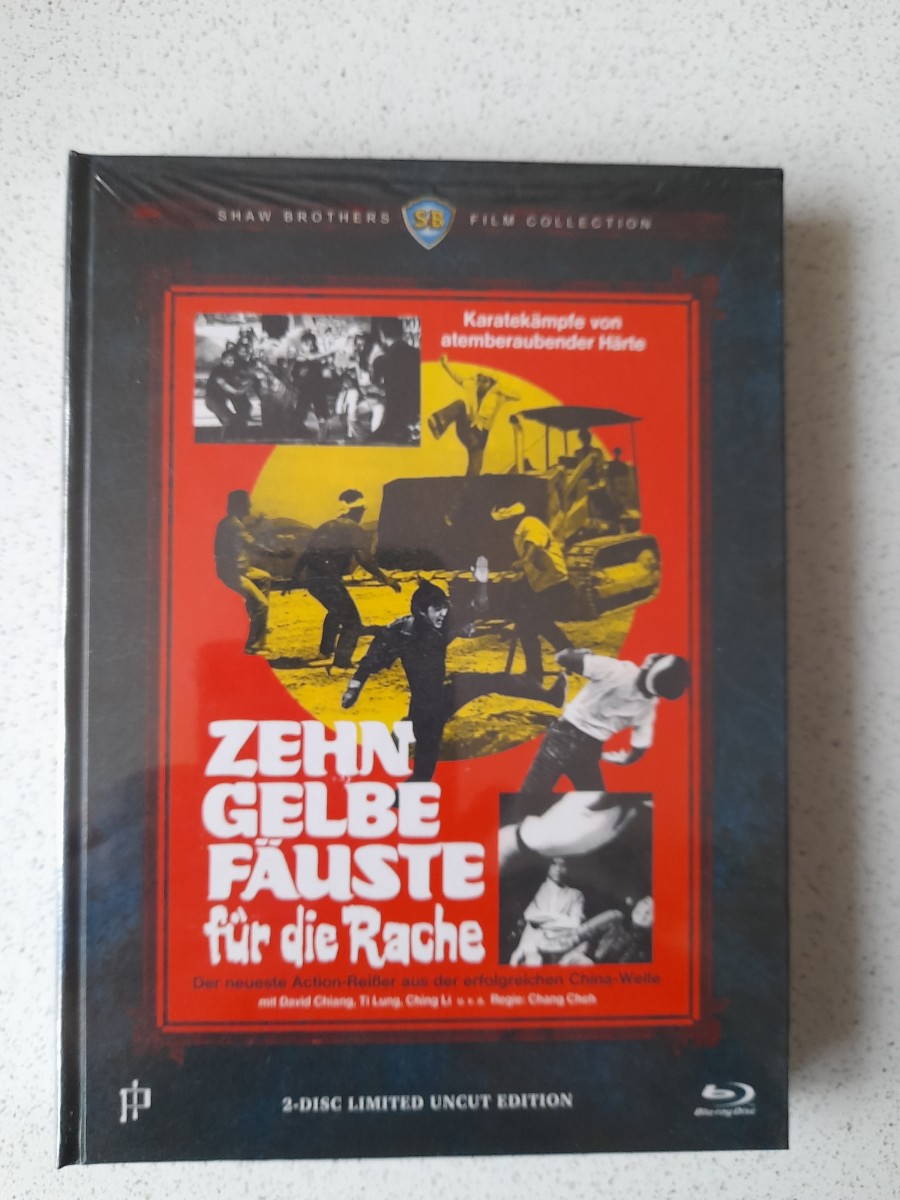 SHAW BROTHERS SB FILM COLLECTION
Karatekämpfe von
atemberaubender Härte
ZEHN
GELBE
FÄUSTE
für die Rache
Der neueste Action-Reißer aus der erfolgreichen China-Welle
mit David Chiang, Ti Lung, Ching Li u.v.a. Regie: Chang Cheh
2-DISC LIMITED UNCUT EDITION
Blu-ray Disc